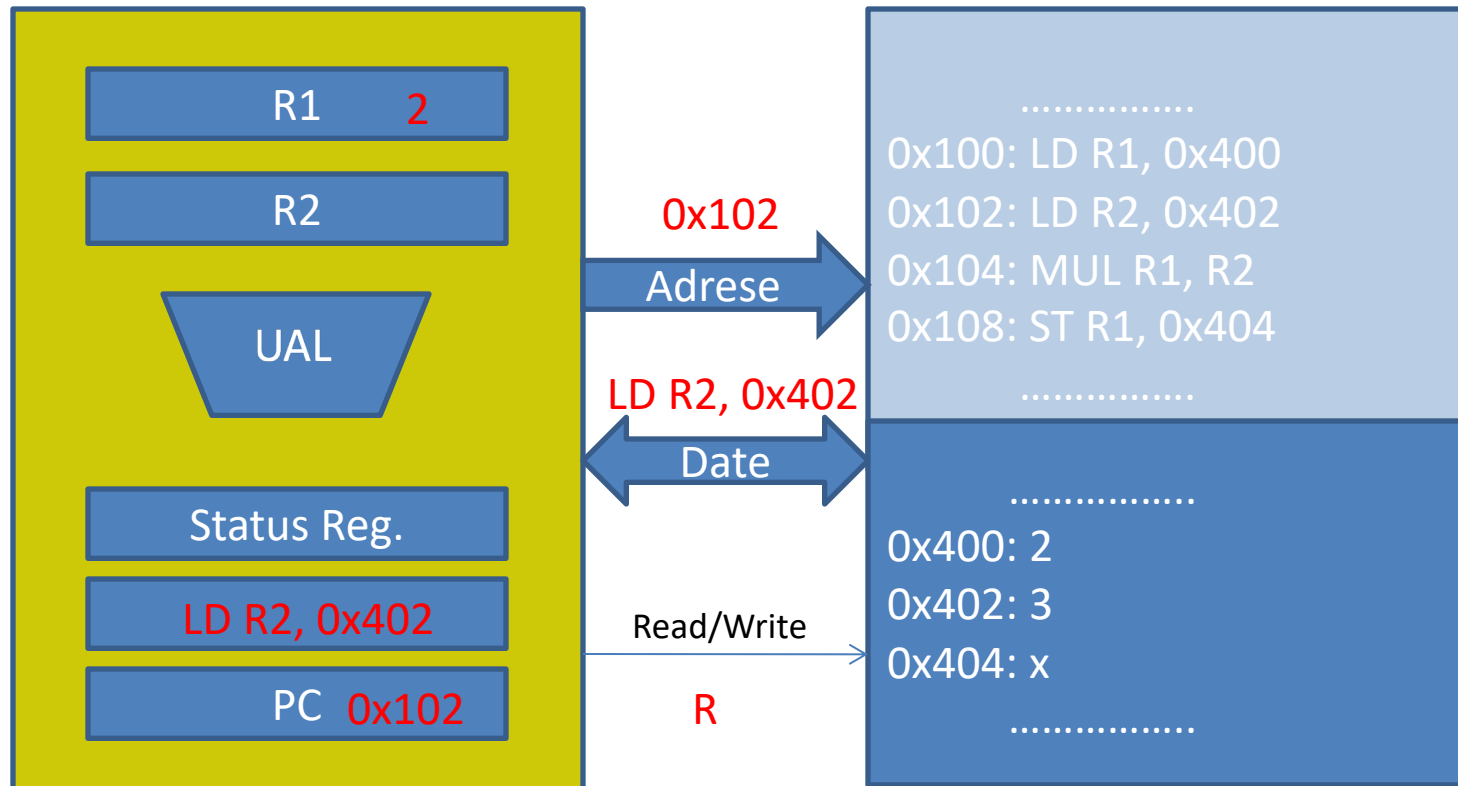 R1 2
R2
UAL
Status Reg.
LD R2, 0x402
PC 0x102
0x102
Adrese
LD R2, 0x402
Date
Read/Write
R
…………….
0x100: LD R1, 0x400
0x102: LD R2, 0x402
0x104: MUL R1, R2
0x108: ST R1, 0x404
…………….
……………..
0x400: 2
0x402: 3
0x404: x
……………..